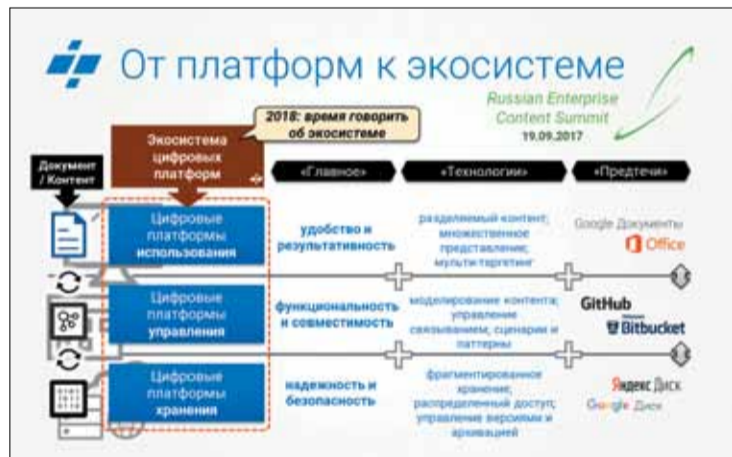 От платформ к экосистеме
Russian Enterprise
Content Summit
19.09.2017
2018: время говорить
об экосистеме
Экосистема
цифровых
платформ
Документ
/ Контент
«Главное»
«Технологии»
«Предтечи»
Цифровые
платформы
использования
удобство и
результативность
разделяемый контент;
множественное
представление;
мульти-таргетинг
Google Документы
Office
Цифровые
платформы
управления
функциональность
и совместимость
моделирование контента;
управление
связыванием, сценарии и
паттерны
GitHub
Bitbucket
Цифровые
платформы
хранения
надежность и
безопасность
фрагментированное
хранение;
распределенный доступ;
управление версиями и
архивацией
Яндекс Диск
Google Диск